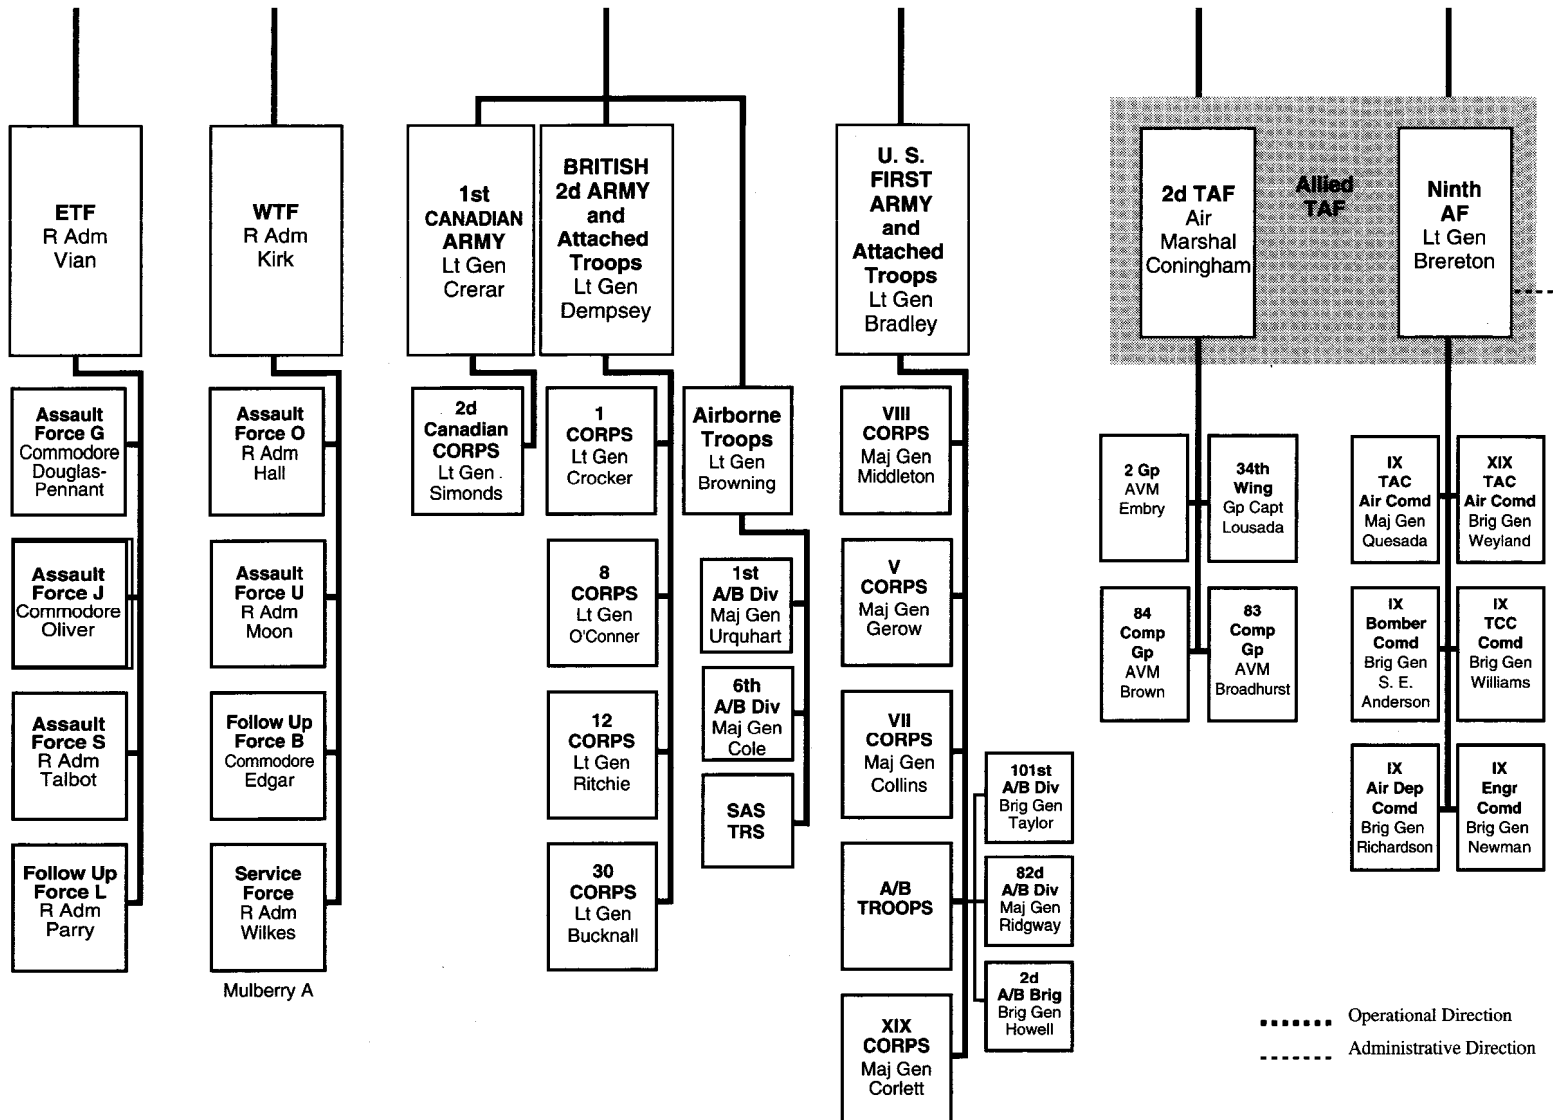 ETF
R Adm
Vian
Assault
Force G
Commodore
Douglas-
Pennant
Assault
Force J
Commodore
Oliver
Assault
Force S
R Adm
Talbot
Follow Up
Force L
R Adm
Parry
WTF
R Adm
Kirk
Assault
Force O
R Adm
Hall
Assault
Force U
R Adm
Moon
Follow Up
Force B
Commodore
Edgar
Service
Force
R Adm
Wilkes
Mulberry A
1st
CANADIAN
ARMY
Lt Gen
Crerar
2d
Canadian
CORPS
Lt Gen.
Simonds
BRITISH
2d ARMY
and
Attached
Troops
Lt Gen
Dempsey
1
CORPS
Lt Gen
Crocker
8
CORPS
Lt Gen
O'Conner
12
CORPS
Lt Gen
Ritchie
30
CORPS
Lt Gen
Bucknall
Airborne
Troops
Lt Gen
Browning
1st
A/B Div
Maj Gen
Urquhart
6th
A/B Div
Maj Gen
Cole
SAS
TRS
U. S.
FIRST
ARMY
and
Attached
Troops
Lt Gen
Bradley
VIII
CORPS
Maj Gen
Middleton
V
CORPS
Maj Gen
Gerow
VII
CORPS
Maj Gen
Collins
A/B
TROOPS
101st
A/B Div
Brig Gen
Taylor
82d
A/B Div
Maj Gen
Ridgway
2d
A/B Brig
Brig Gen
Howell
XIX
CORPS
Maj Gen
Corlett
Allied
TAF
2d TAF
Air
Marshal
Coningham
2 Gp
AVM
Embry
34th
Wing
Gp Capt
Lousada
84
Comp
Gp
AVM
Brown
83
Comp
Gp
AVM
Broadhurst
Ninth
AF
Lt Gen
Brereton
IX
TAC
Air Comd
Maj Gen
Quesada
XIX
TAC
Air Comd
Brig Gen
Weyland
IX
Bomber
Comd
Brig Gen
S. E.
Anderson
IX
TCC
Comd
Brig Gen
Williams
IX
Air Dep
Comd
Brig Gen
Richardson
IX
Engr
Comd
Brig Gen
Newman
Operational Direction
Administrative Direction